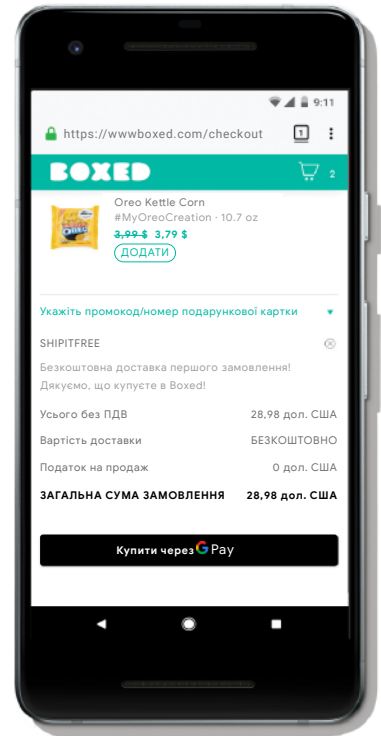 9:11
https://wwwboxed.com/checkout 1
BOXED 2
Oreo Kettle Corn
#MyOreoCreation · 10.7 oz
3,99 $ 3,79 $
ДОДАТИ
Укажіть промокод/номер подарункової картки
SHIPITFREE
Безкоштовна доставка першого замовлення!
Дякуємо, що купуєте в Boxed!
Усього без ПДВ 28,98 дол. США
Вартість доставки БЕЗКОШТОВНО
Податок на продаж 0 дол. США
ЗАГАЛЬНА СУМА ЗАМОВЛЕННЯ 28,98 дол. США
Купити через G Pay